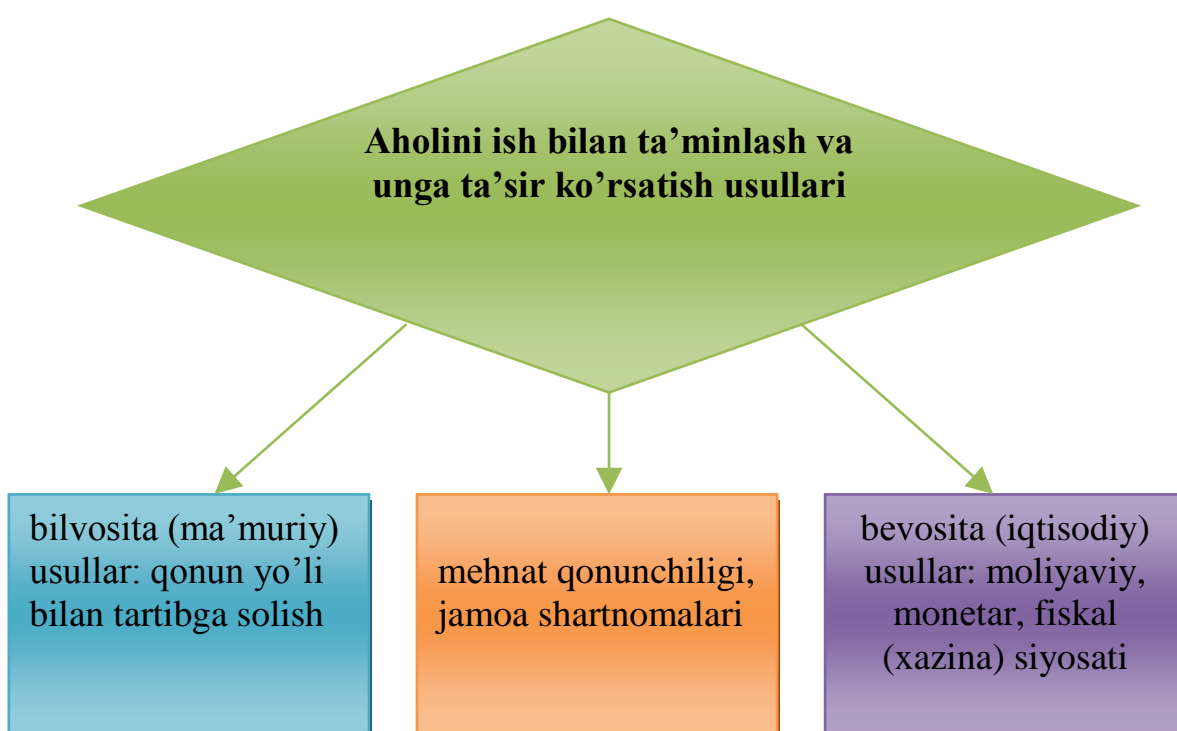 Aholini ish bilan ta’minlash va
unga ta’sir ko’rsatish usullari
bilvosita (ma’muriy)
usullar: qonun yo’li
bilan tartibga solish
mehnat qonunchiligi,
jamoa shartnomalari
bevosita (iqtisodiy)
usullar: moliyaviy,
monetar, fiskal
(xazina) siyosati